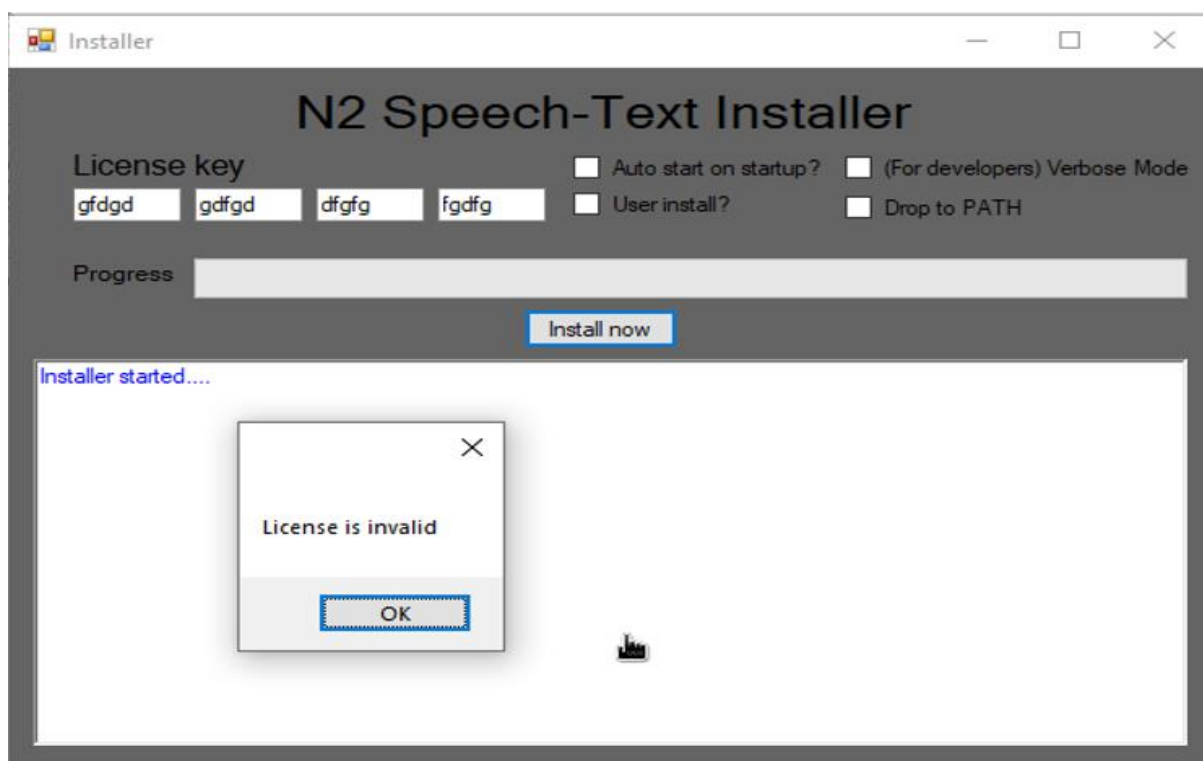 Installer
N2 Speech-Text Installer
License key
gfdgd gdfgd dfgfg fgdfg
Auto start on startup? (For developers) Verbose Mode
User install? Drop to PATH
Progress
Install now
Installer started....
License is invalid
OK